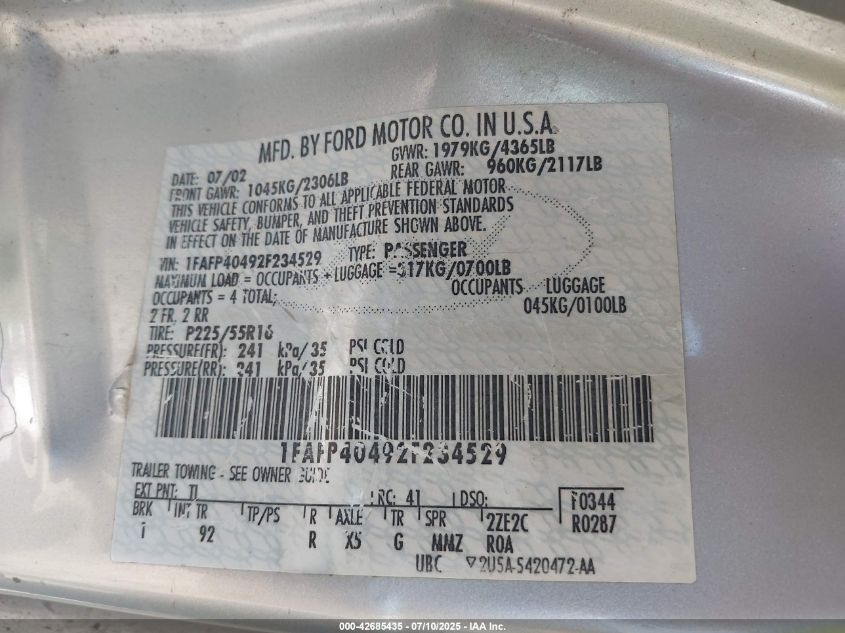 MFD. BY FORD MOTOR CO. IN U.S.A.
DATE: 07/02 GVWR: 1979KG/4365LB
FRONT GAWR: 1045KG/2306LB REAR GAWR: 960KG/2117LB
THIS VEHICLE CONFORMS TO ALL APPLICABLE FEDERAL MOTOR
VEHICLE SAFETY, BUMPER, AND THEFT PREVENTION STANDARDS
IN EFFECT ON THE DATE OF MANUFACTURE SHOWN ABOVE.
VIN: 1FAFP40492F234529 TYPE: PASSENGER
MAXIMUM LOAD = OCCUPANTS + LUGGAGE = 317KG/0700LB
OCCUPANTS = 4 TOTAL; OCCUPANTS LUGGAGE
2 FR, 2 RR 045KG/0100LB
TIRE: P225/55R16
PRESSURE(FR): 241 kPa/35 PSI COLD
PRESSURE(RR): 241 kPa/35 PSI COLD
1FAFP40492F234529
TRAILER TOWING - SEE OWNER GUIDE
EXT PNT: TL RC: 41 DSO: F0344
BRK INT TR TP/PS R AXLE TR SPR 2ZE2C R0287
1 92 R X5 G MMZ ROA
UBC ▽2U5A-5420472-AA
000-42685435 - 07/10/2025 - IAA Inc.